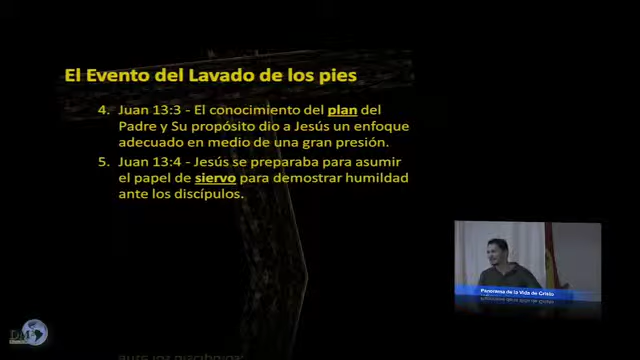 El Evento del Lavado de los pies
4. Juan 13:3 - El conocimiento del plan del
Padre y Su propósito dio a Jesús un enfoque
adecuado en medio de una gran presión.
5. Juan 13:4 - Jesús se preparaba para asumir
el papel de siervo para demostrar humildad
ante los discípulos.
Panorama de la Vida de Cristo